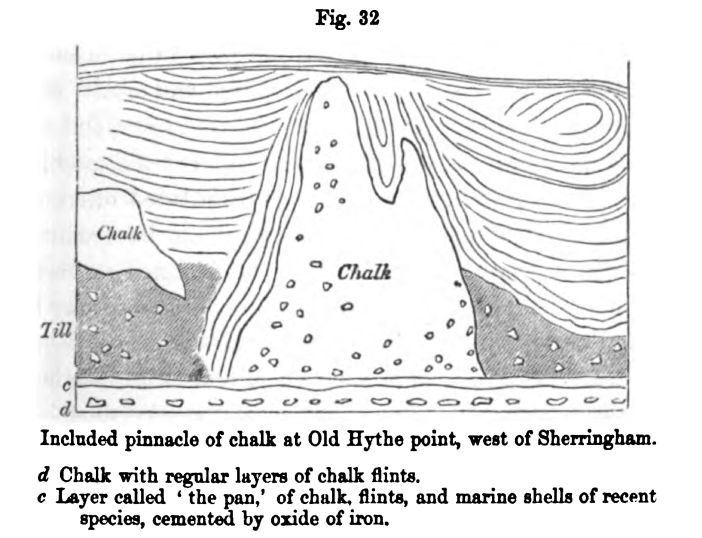 Fig. 32
Chalk
Chalk
Till
c
d
Included pinnacle of chalk at Old Hythe point, west of Sherringham.
d Chalk with regular layers of chalk flints.
c Layer called ‘ the pan,’ of chalk, flints, and marine shells of recent
species, cemented by oxide of iron.